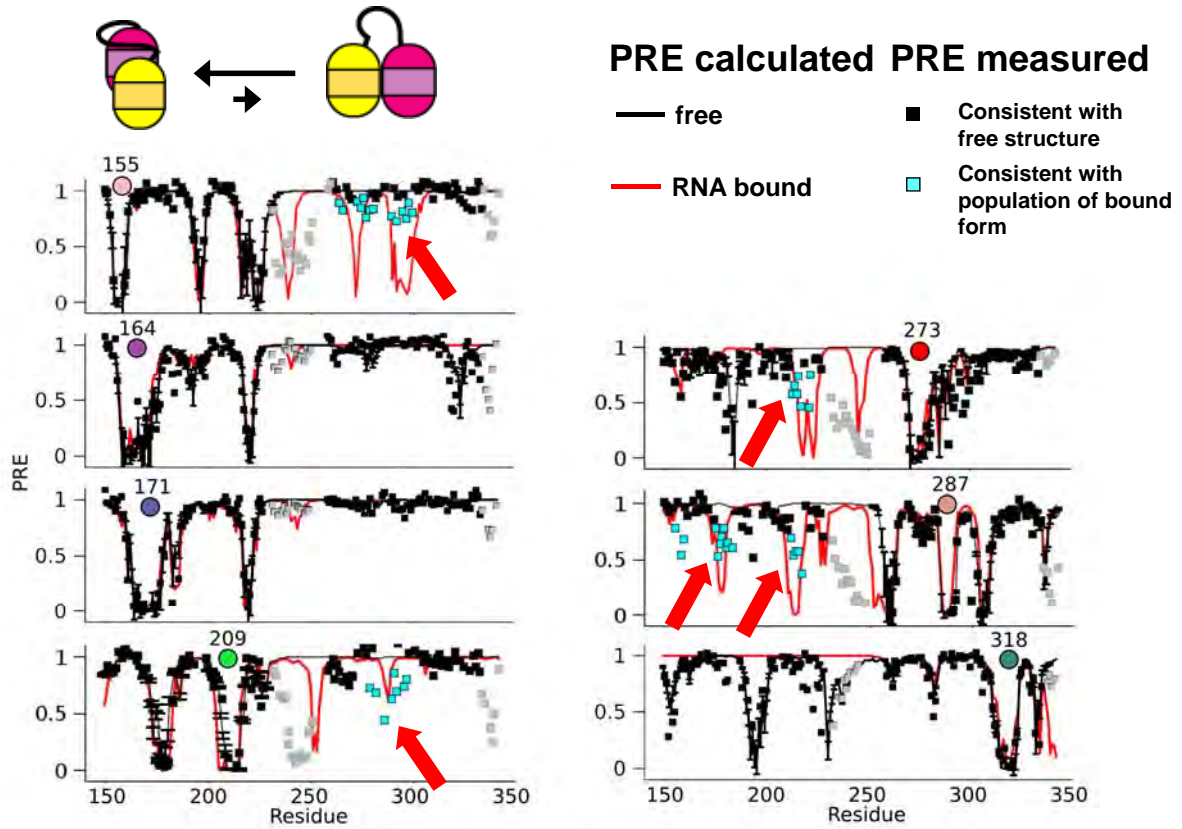 PRE calculated PRE measured
free
Consistent with
free structure
RNA bound
Consistent with
population of bound
form
155
1
0.5
0
164
1
0.5
0
171
1
0.5
0
209
1
0.5
0
PRE
150 200 250 300 350
Residue
273
1
0.5
0
287
1
0.5
0
318
1
0.5
0
150 200 250 300 350
Residue